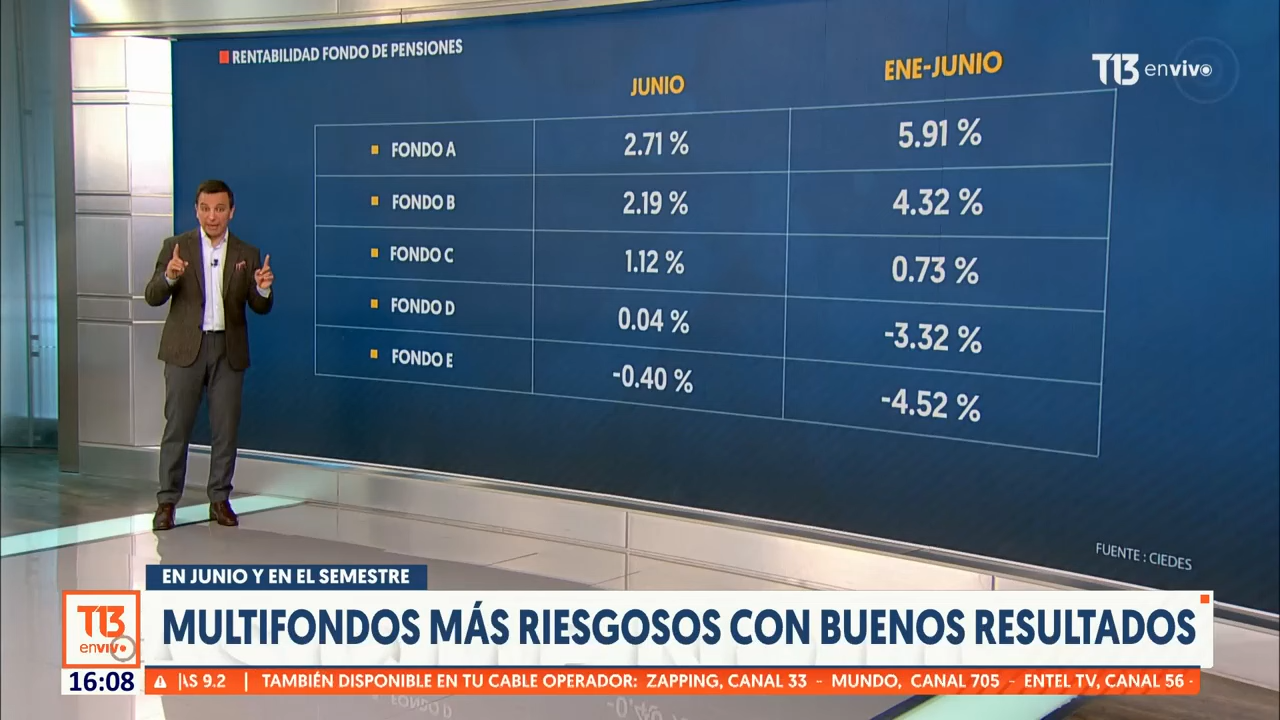 RENTABILIDAD FONDO DE PENSIONES
T13 envivo
JUNIO ENE-JUNIO
FONDO A 2.71 % 5.91 %
FONDO B 2.19 % 4.32 %
FONDO C 1.12 % 0.73 %
FONDO D 0.04 % -3.32 %
FONDO E -0.40 % -4.52 %
FUENTE : CIEDES
EN JUNIO Y EN EL SEMESTRE
T13 envivo
MULTIFONDOS MÁS RIESGOSOS CON BUENOS RESULTADOS
16:08
AS 9.2 | TAMBIÉN DISPONIBLE EN TU CABLE OPERADOR: ZAPPING, CANAL 33 - MUNDO, CANAL 705 - ENTEL TV, CANAL 56 -